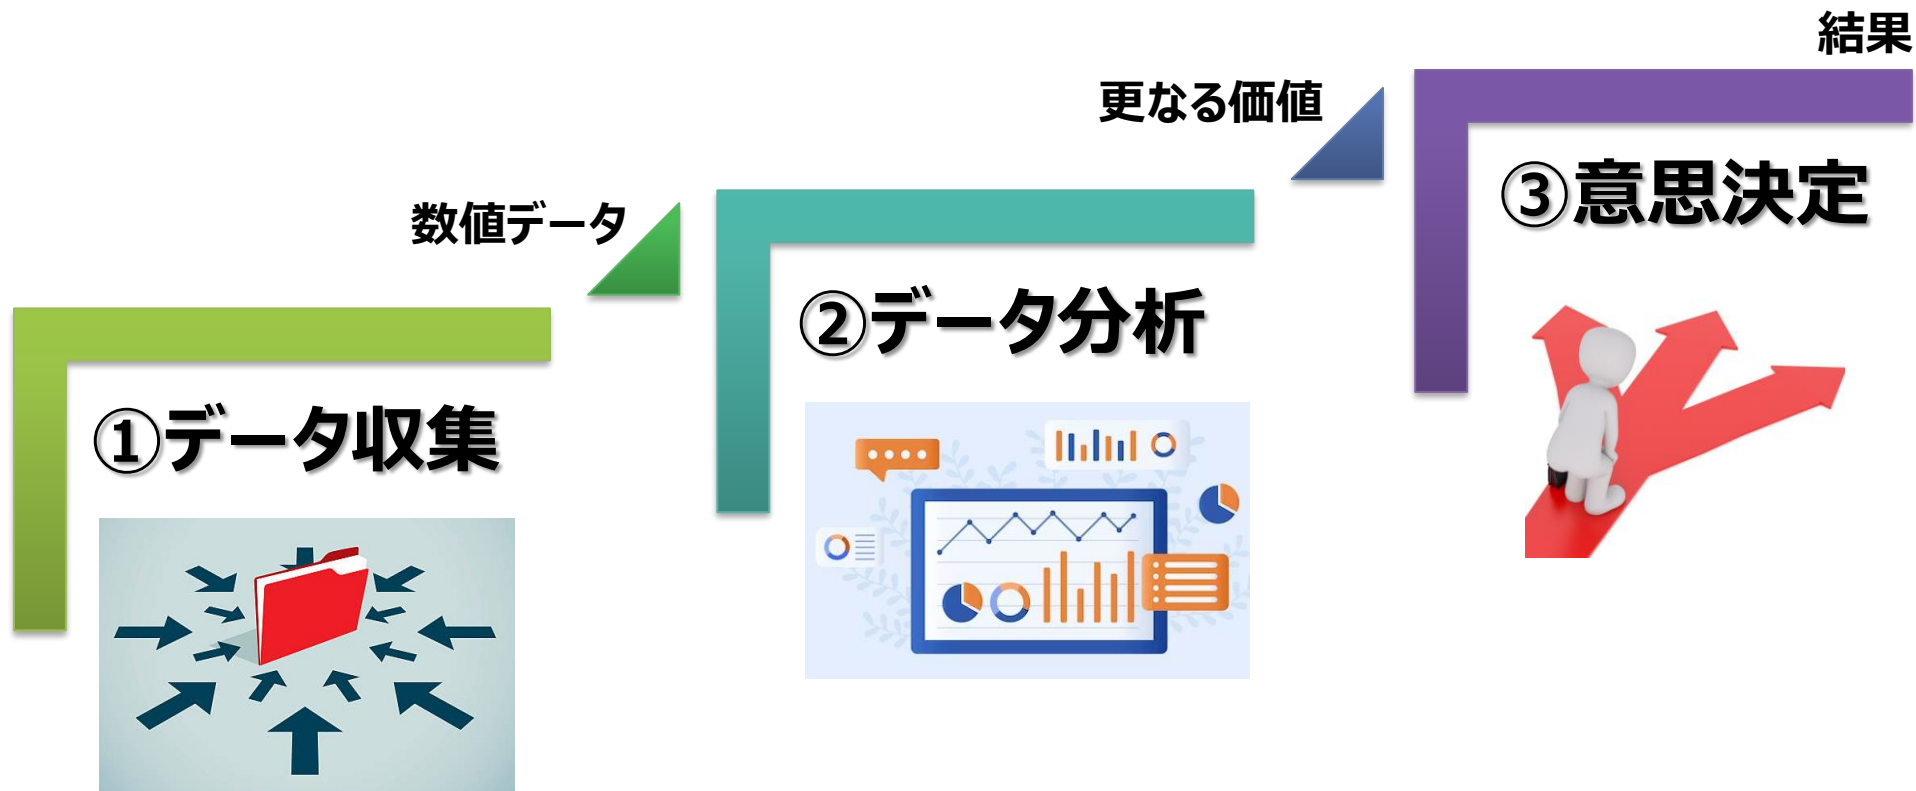 結果
更なる価値
③意思決定
数値データ
②データ分析
①データ収集